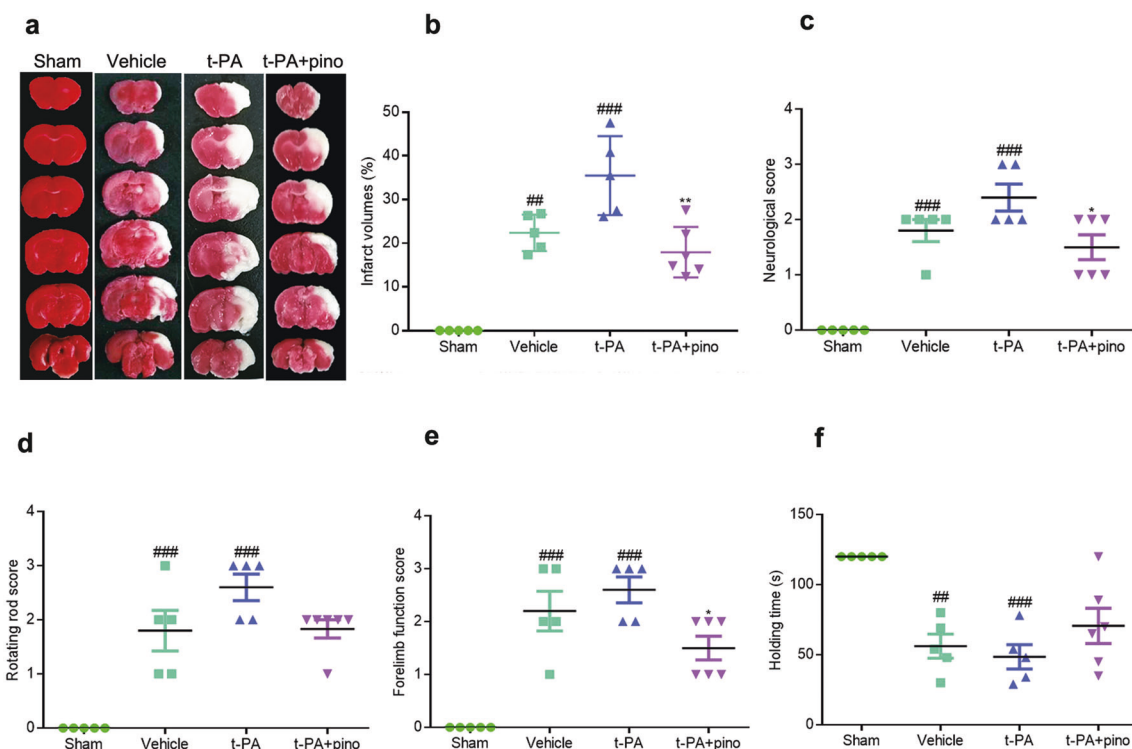 a
Sham Vehicle t-PA t-PA+pino
b
Infarct volumes (%)
50
40
30
20
10
0
##
###
**
Sham Vehicle t-PA t-PA+pino
c
Neurological score
4
3
2
1
0
###
###
*
Sham Vehicle t-PA t-PA+pino
d
Rotating rod score
4
3
2
1
0
###
###
Sham Vehicle t-PA t-PA+pino
e
Forelimb function score
4
3
2
1
0
###
###
*
Sham Vehicle t-PA t-PA+pino
f
Holding time (s)
150
100
50
0
##
###
Sham Vehicle t-PA t-PA+pino